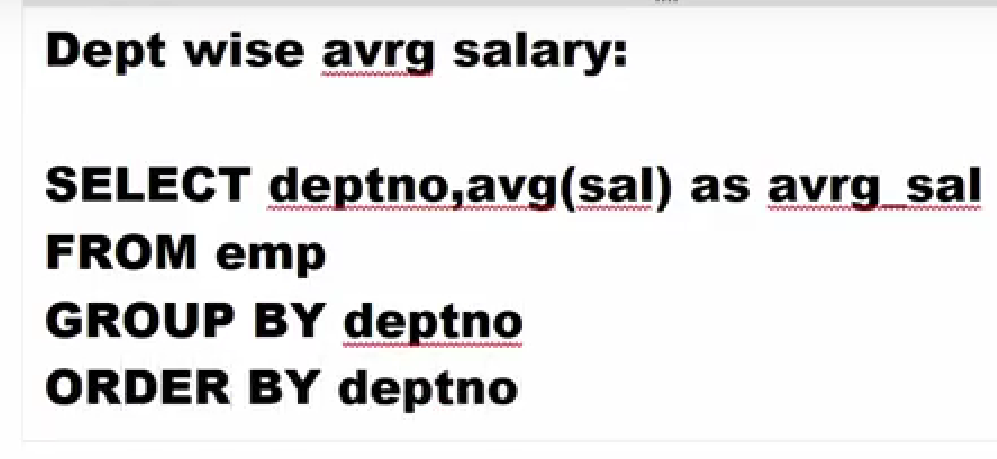 Dept wise avrg salary:
SELECT deptno,avg(sal) as avrg_sal
FROM emp
GROUP BY deptno
ORDER BY deptno